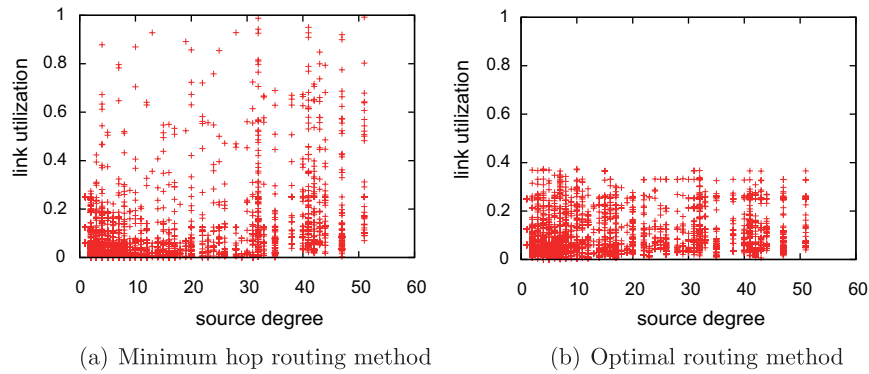 1
0.8
0.6
0.4
0.2
0
link utilization
0 10 20 30 40 50 60
source degree
(a) Minimum hop routing method
1
0.8
0.6
0.4
0.2
0
link utilization
0 10 20 30 40 50 60
source degree
(b) Optimal routing method